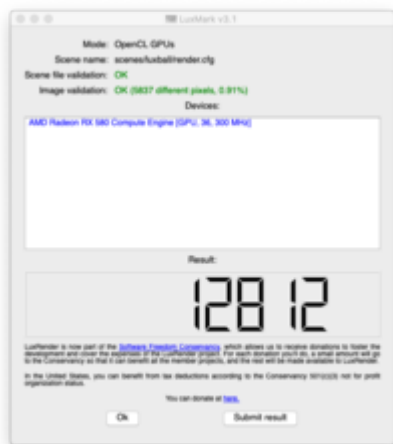 LuxMark v3.1
Mode: OpenCL GPUs
Scene name: scenes/luxball/render.cfg
Scene file validation: OK
Image validation: OK (5837 different pixels, 0.91%)
Devices:
AMD Radeon RX 580 Compute Engine [GPU, 36, 300 MHz]
Result:
12812
LuxRender is now part of the Software Freedom Conservancy, which allows us to receive donations to foster the
development and cover the expenses of the LuxRender project. For each donation you'll do, a small amount will go
to the Conservancy so that it can benefit all the member projects, and the rest will be made available to LuxRender.
In the United States, you can benefit from tax deductions according to the Conservancy 501(c)(3) not for profit
organization status.
You can donate at here.
Ok
Submit result